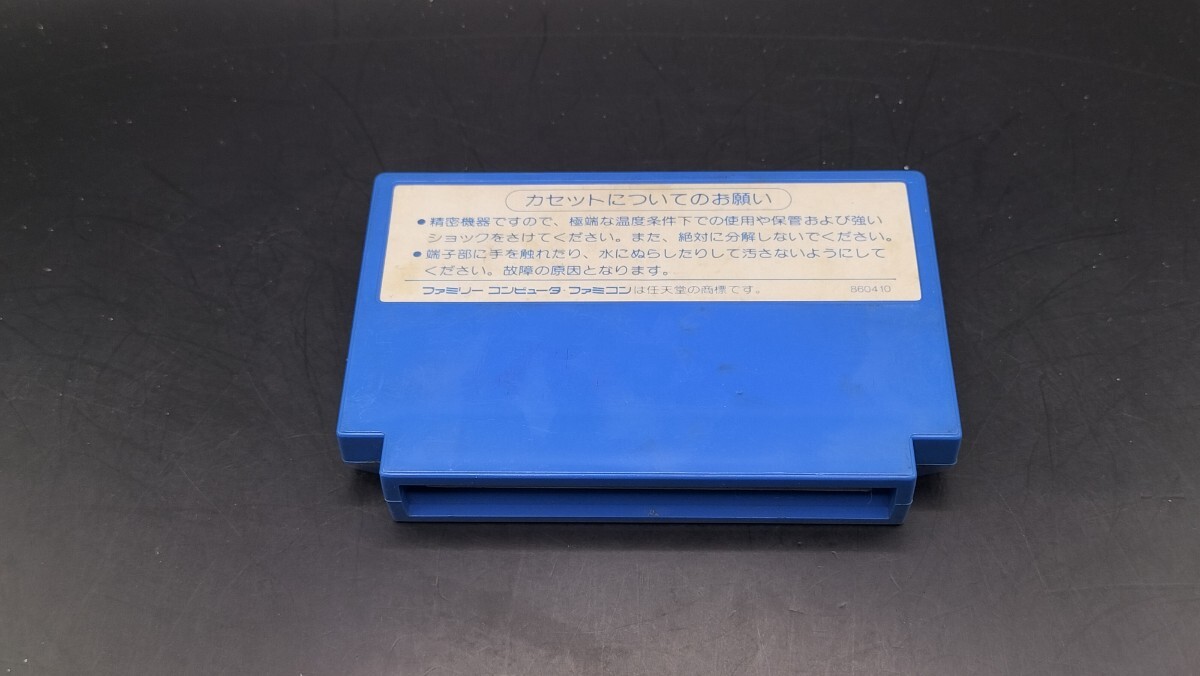 カセットについてのお願い
●精密機器ですので、極端な温度条件下での使用や保管および強い
ショックをさけてください。また、絶対に分解しないでください。
●端子部に手を触れたり、水にぬらしたりして汚さないようにして
ください。故障の原因となります。
ファミリー コンピュータ・ファミコンは任天堂の商標です。 860410